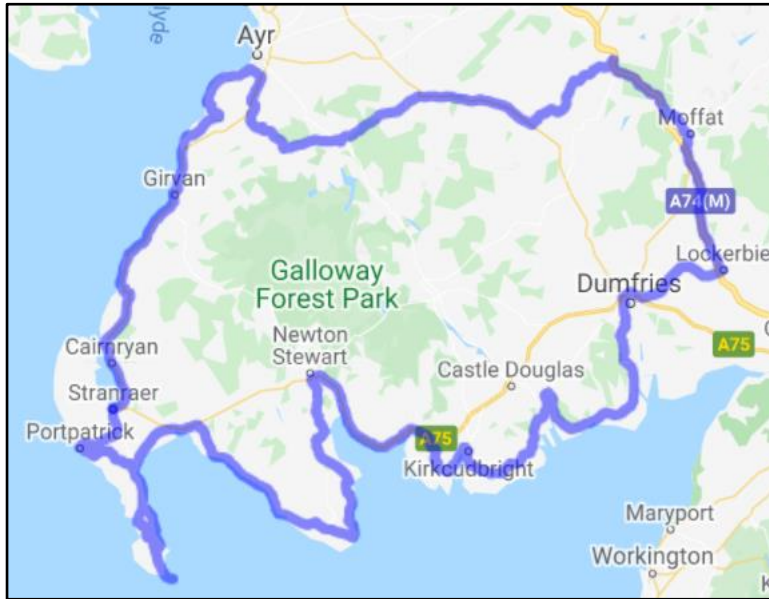 lyde
Ayr
Moffat
Girvan
A74(M)
Lockerbie
Galloway
Forest Park
Dumfries
Newton
Stewart
Cairnryan
A75
Castle Douglas
Stranraer
Portpatrick
A75
Kirkcudbright
Maryport
Workington
K